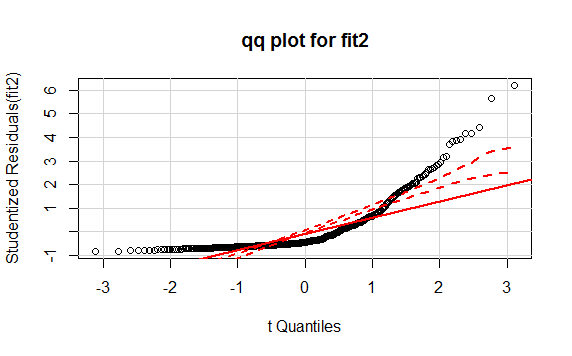 qq plot for fit2
Studentized Residuals(fit2)
6
5
4
3
2
1
-1
-3 -2 -1 0 1 2 3
t Quantiles